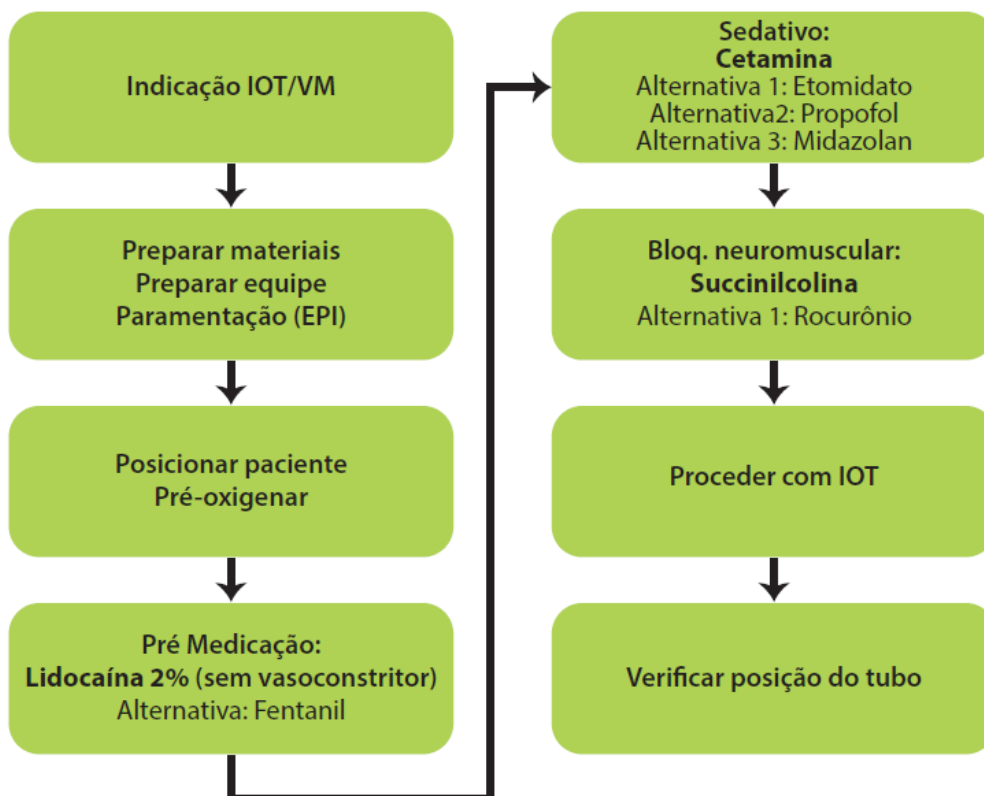 Indicação IOT/VM
Preparar materiais
Preparar equipe
Paramentação (EPI)
Posicionar paciente
Pré-oxigenar
Pré Medicação:
Lidocaína 2% (sem vasoconstritor)
Alternativa: Fentanil
Sedativo:
Cetamina
Alternativa 1: Etomidato
Alternativa2: Propofol
Alternativa 3: Midazolan
Bloq. neuromuscular:
Succinilcolina
Alternativa 1: Rocurônio
Proceder com IOT
Verificar posição do tubo